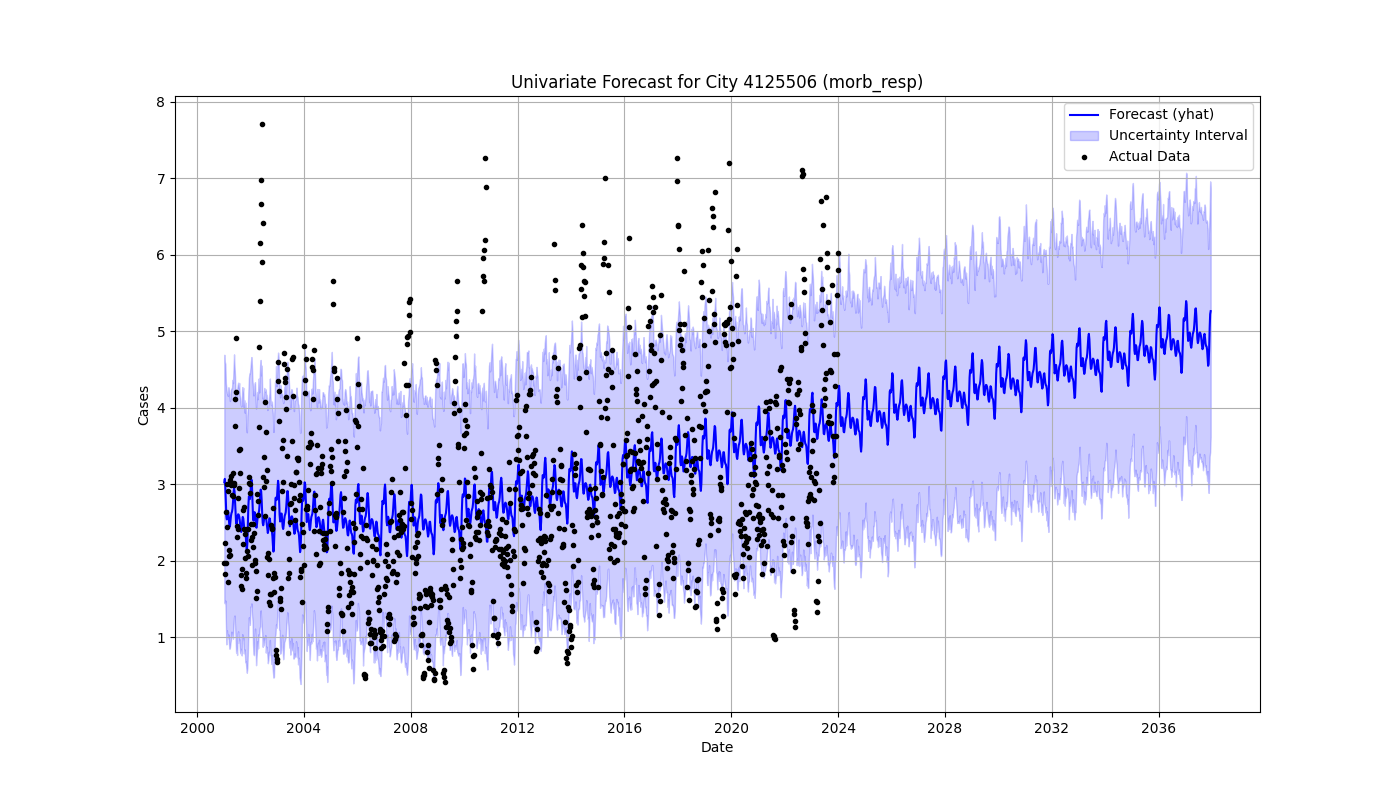 Univariate Forecast for City 4125506 (morb_resp)
Forecast (yhat)
Uncertainty Interval
Actual Data
Cases
8
7
6
5
4
3
2
1
2000 2004 2008 2012 2016 2020 2024 2028 2032 2036
Date